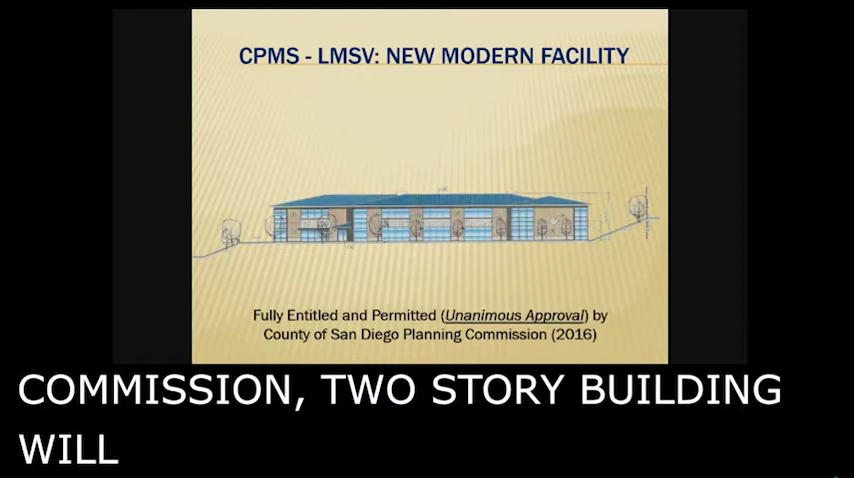 CPMS - LMSV: NEW MODERN FACILITY
Fully Entitled and Permitted (Unanimous Approval) by
County of San Diego Planning Commission (2016)
COMMISSION, TWO STORY BUILDING
WILL